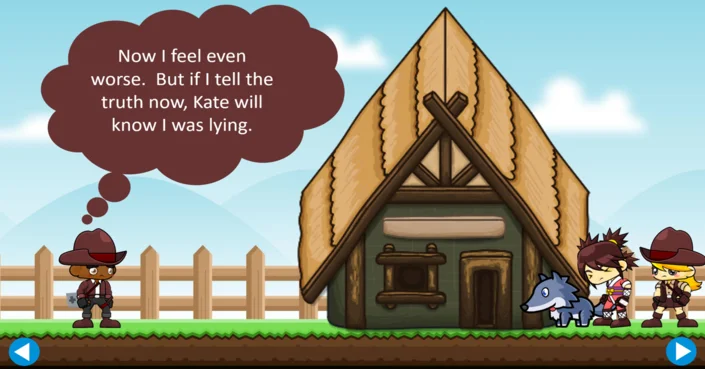 Now I feel even
worse.  But if I tell the
truth now, Kate will
know I was lying.